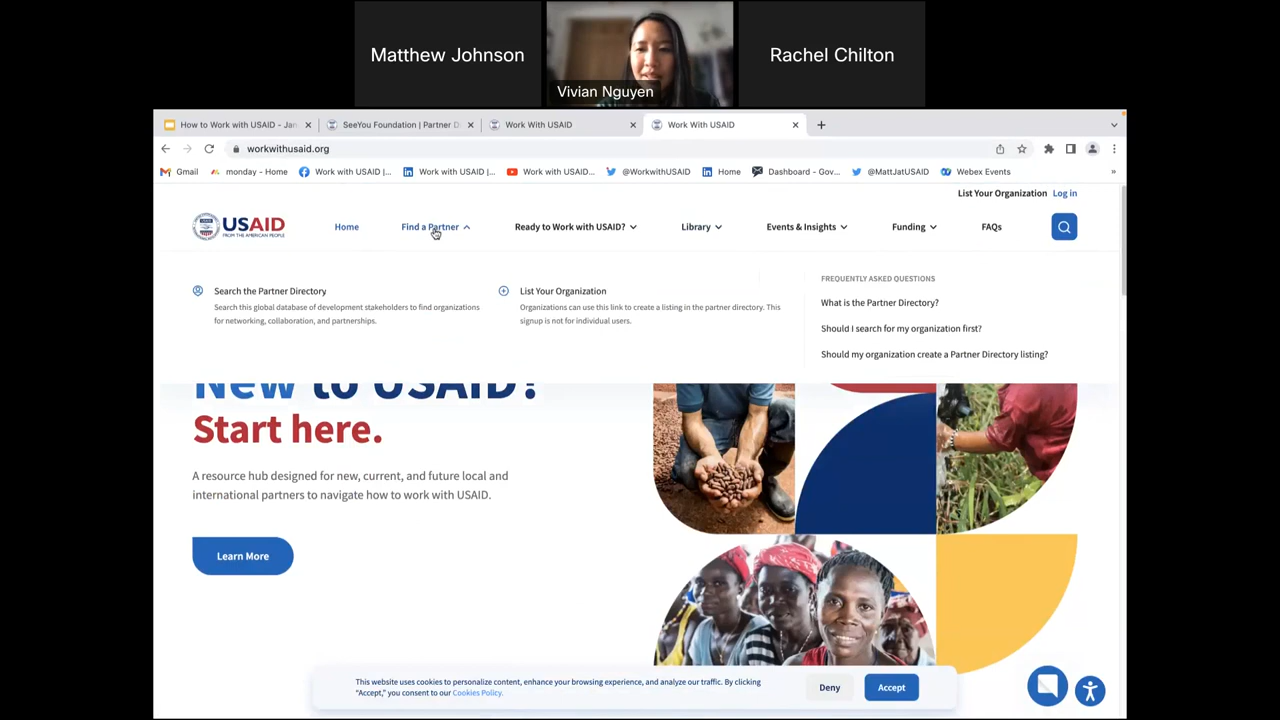 Matthew Johnson
Vivian Nguyen
Rachel Chilton
How to Work with USAID - Jan
SeeYou Foundation | Partner D
Work With USAID
Work With USAID
workwithusaid.org
Gmail
monday - Home
Work with USAID |...
Work with USAID |...
Work with USAID...
@WorkwithUSAID
Home
Dashboard - Gov...
@MattJatUSAID
Webex Events
List Your Organization
Log in
USAID
FROM THE AMERICAN PEOPLE
Home
Find a Partner
Ready to Work with USAID?
Library
Events & Insights
Funding
FAQs
Search the Partner Directory
Search this global database of development stakeholders to find organizations
for networking, collaboration, and partnerships.
List Your Organization
Organizations can use this link to create a listing in the partner directory. This
signup is not for individual users.
FREQUENTLY ASKED QUESTIONS
What is the Partner Directory?
Should I search for my organization first?
Should my organization create a Partner Directory listing?
New to USAID?
Start here.
A resource hub designed for new, current, and future local and
international partners to navigate how to work with USAID.
Learn More
This website uses cookies to personalize content, enhance your browsing experience, and analyze our traffic. By clicking
"Accept," you consent to our Cookies Policy.
Deny
Accept